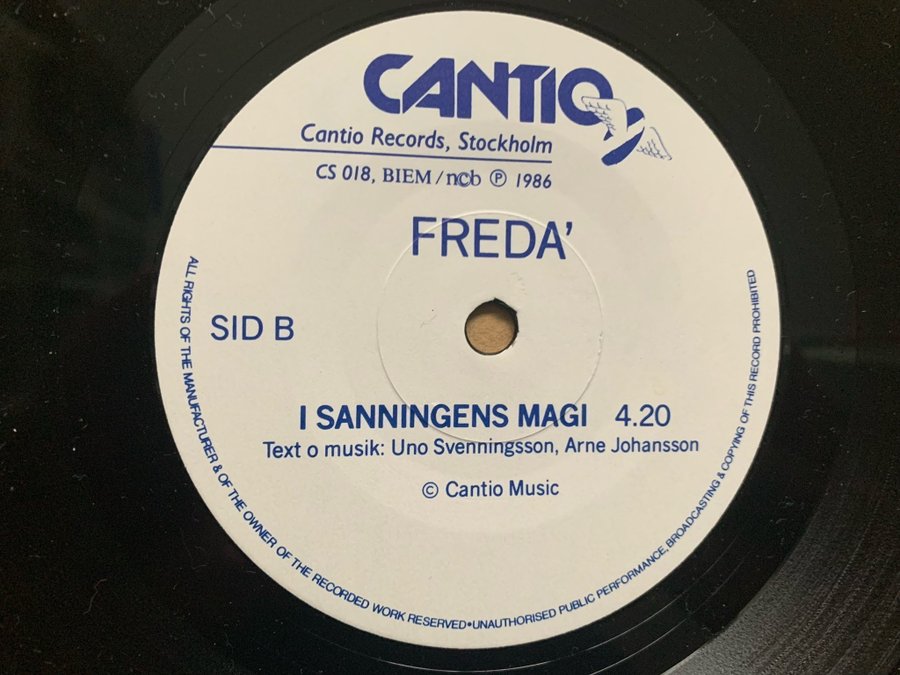 CANTIO
Cantio Records, Stockholm
CS 018, BIEM/ncb Ⓟ 1986
FREDA'
SID B
I SANNINGENS MAGI 4.20
Text o musik: Uno Svenningsson, Arne Johansson
© Cantio Music
ALL RIGHTS OF THE MANUFACTURER & OF THE OWNER OF THE RECORDED WORK RESERVED•UNAUTHORISED PUBLIC PERFORMANCE, BROADCASTING & COPYING OF THIS RECORD PROHIBITED